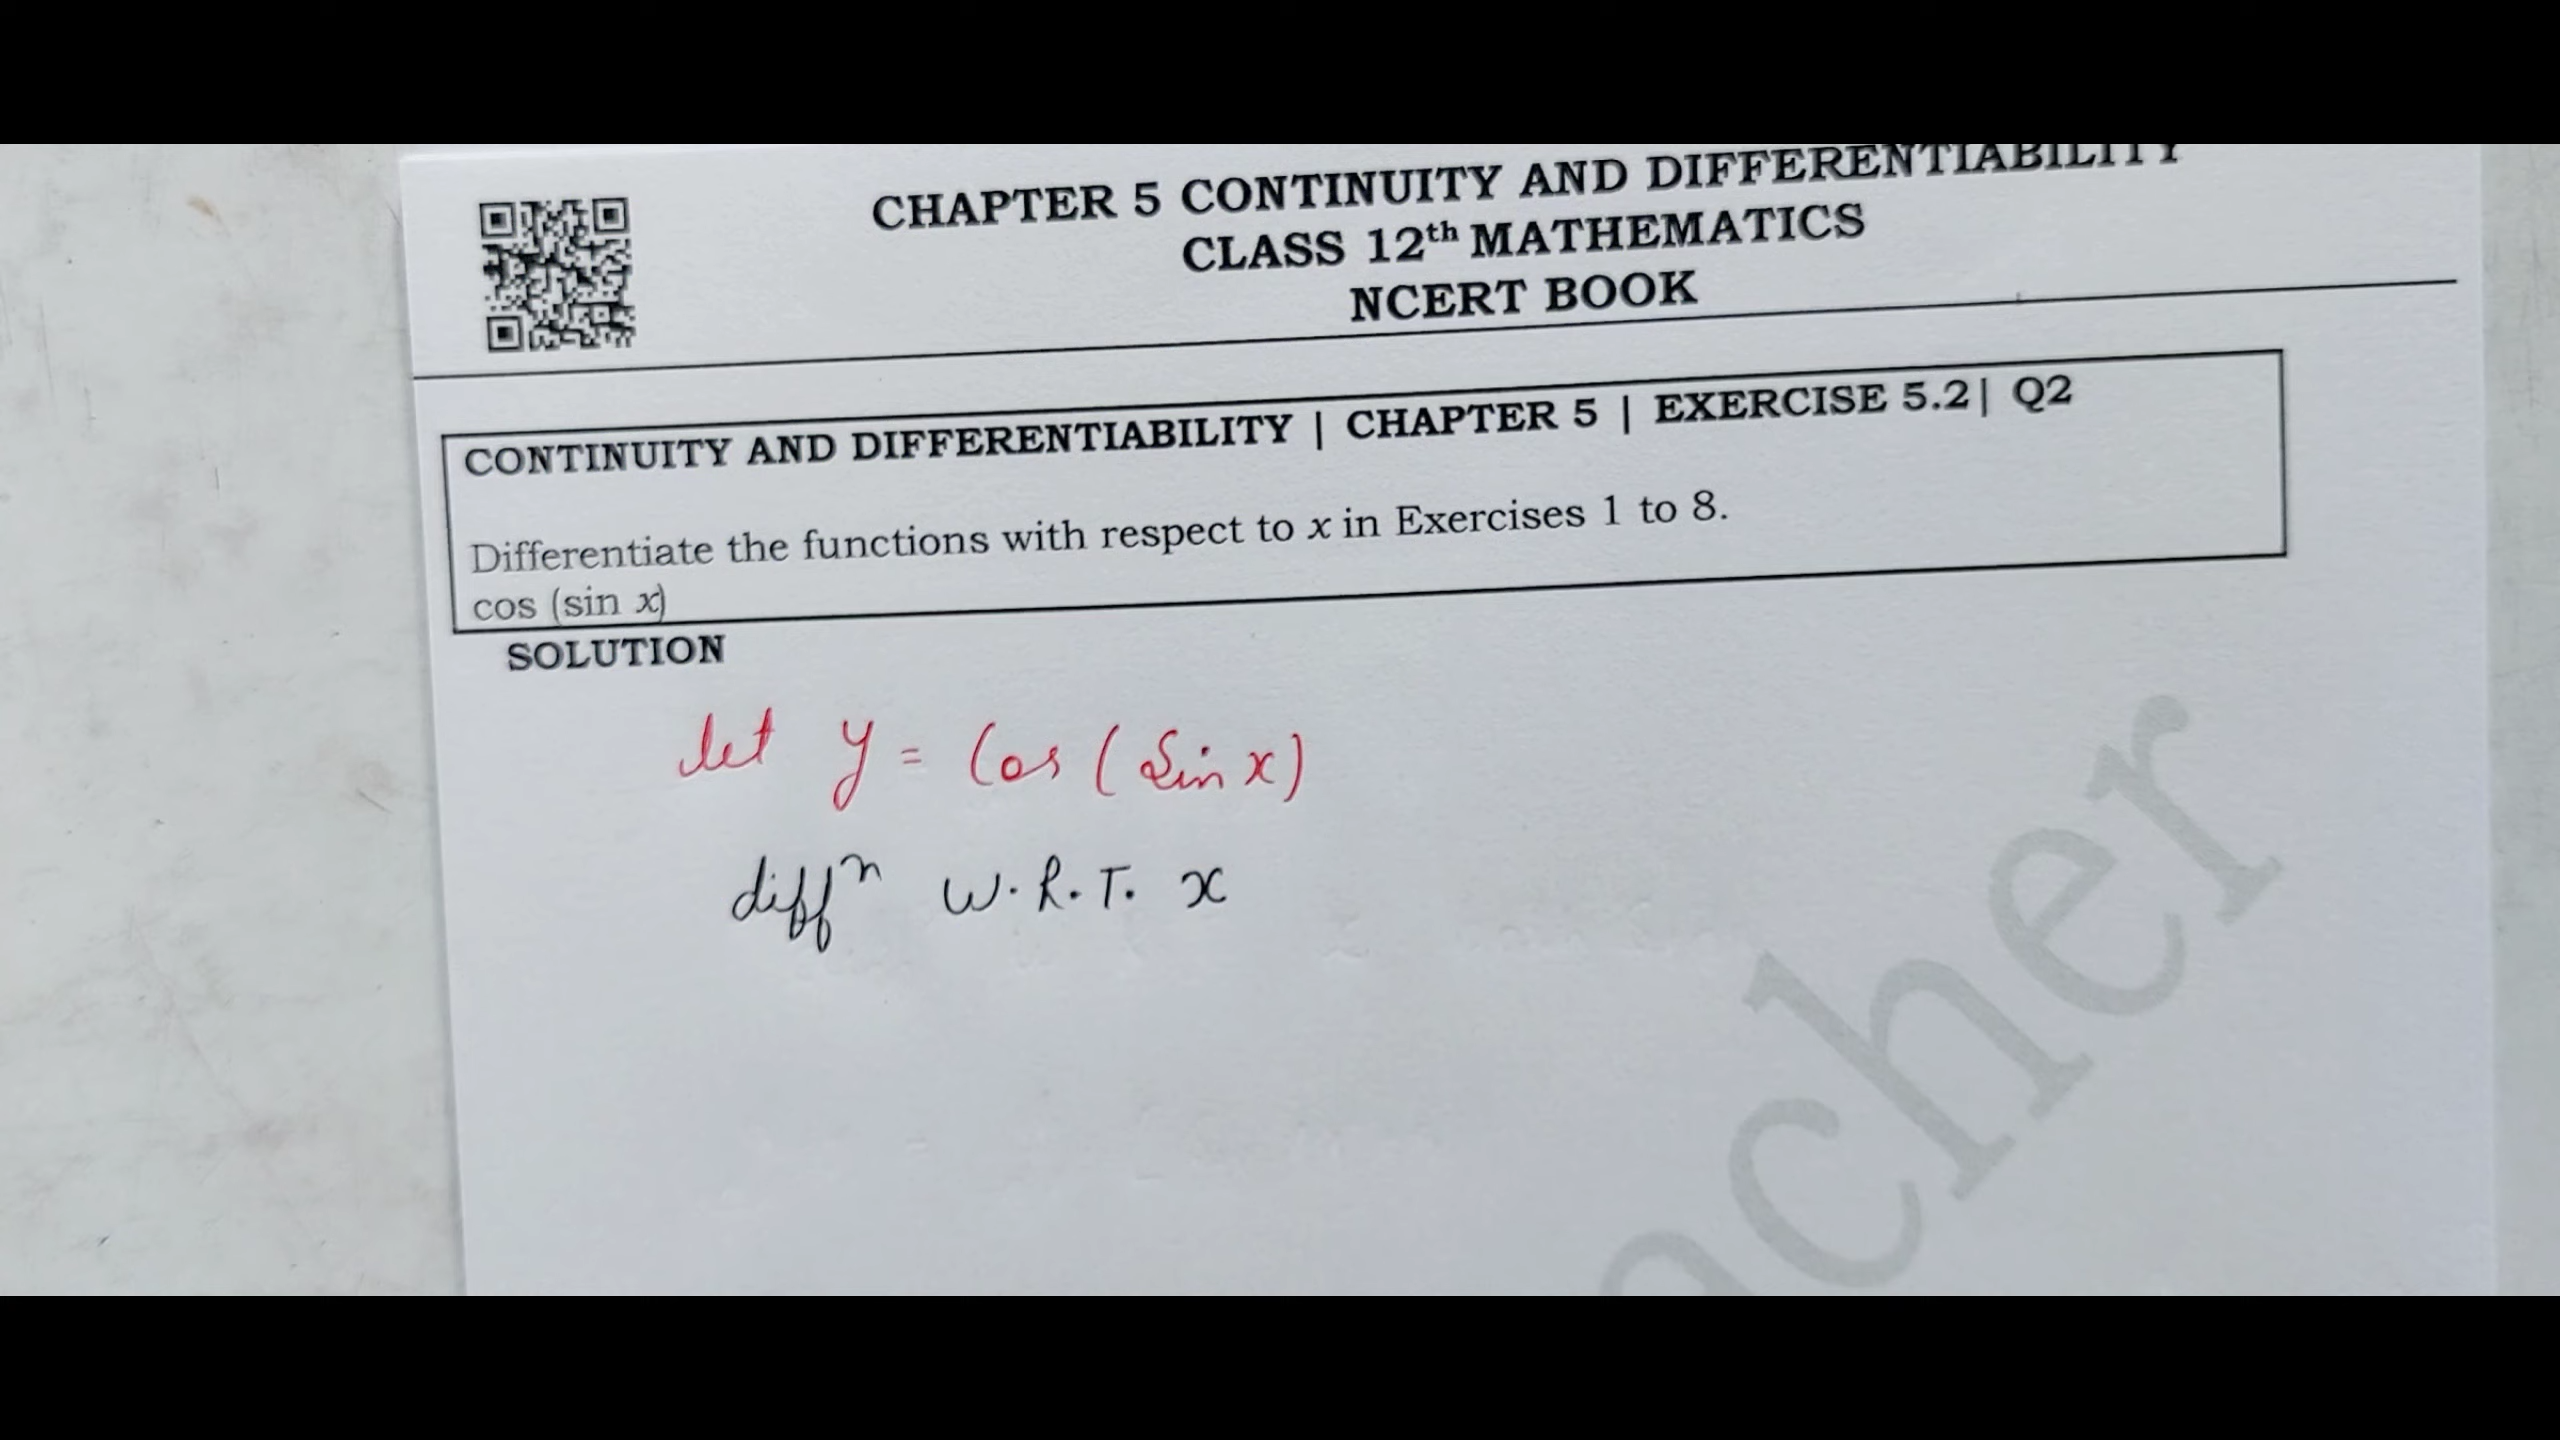 CHAPTER 5 CONTINUITY AND DIFFERENTIABILITY
CLASS 12th MATHEMATICS
NCERT BOOK
CONTINUITY AND DIFFERENTIABILITY | CHAPTER 5 | EXERCISE 5.2| Q2
Differentiate the functions with respect to x in Exercises 1 to 8.
cos (sin x)
SOLUTION
let y = Cos ( Sin x)
diffⁿ W.R.T. x
acher